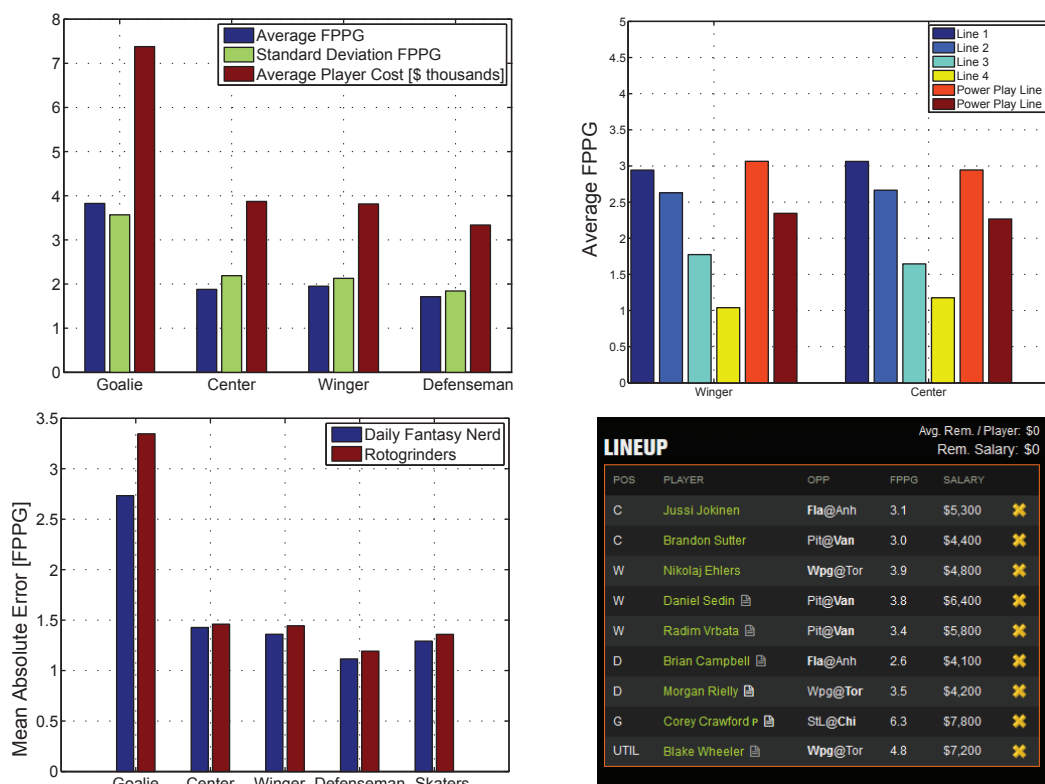 8
7
6
5
4
3
2
1
0
Average FPPG
Standard Deviation FPPG
Average Player Cost [$ thousands]
Goalie Center Winger Defenseman
Average FPPG
5
4.5
4
3.5
3
2.5
2
1.5
1
0.5
0
Line 1
Line 2
Line 3
Line 4
Power Play Line
Power Play Line
Winger Center
Mean Absolute Error [FPPG]
3.5
3
2.5
2
1.5
1
0.5
0
Daily Fantasy Nerd
Rotogrinders
Goalie Center Winger Defenseman Skaters
Avg. Rem. / Player: $0
LINEUP Rem. Salary: $0
POS PLAYER OPP FPPG SALARY
C Jussi Jokinen Fla@Anh 3.1 $5,300
C Brandon Sutter Pit@Van 3.0 $4,400
W Nikolaj Ehlers Wpg@Tor 3.9 $4,800
W Daniel Sedin Pit@Van 3.8 $6,400
W Radim Vrbata Pit@Van 3.4 $5,800
D Brian Campbell Fla@Anh 2.6 $4,100
D Morgan Rielly Wpg@Tor 3.5 $4,200
G Corey Crawford P StL@Chi 6.3 $7,800
UTIL Blake Wheeler Wpg@Tor 4.8 $7,200